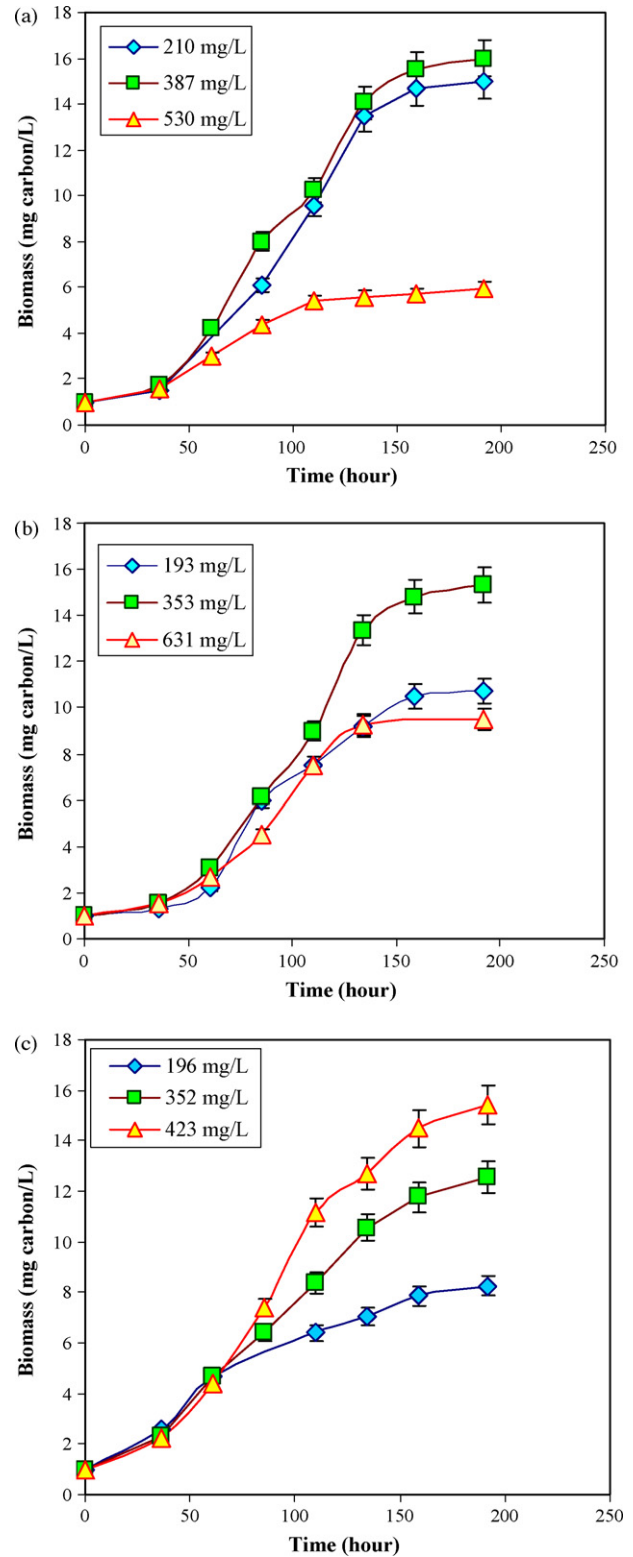 (a)
18
16
14
12
10
8
6
4
2
0
Biomass (mg carbon/L)
210 mg/L
387 mg/L
530 mg/L
0 50 100 150 200 250
Time (hour)
(b)
18
16
14
12
10
8
6
4
2
0
Biomass (mg carbon/L)
193 mg/L
353 mg/L
631 mg/L
0 50 100 150 200 250
Time (hour)
(c)
18
16
14
12
10
8
6
4
2
0
Biomass (mg carbon/L)
196 mg/L
352 mg/L
423 mg/L
0 50 100 150 200 250
Time (hour)